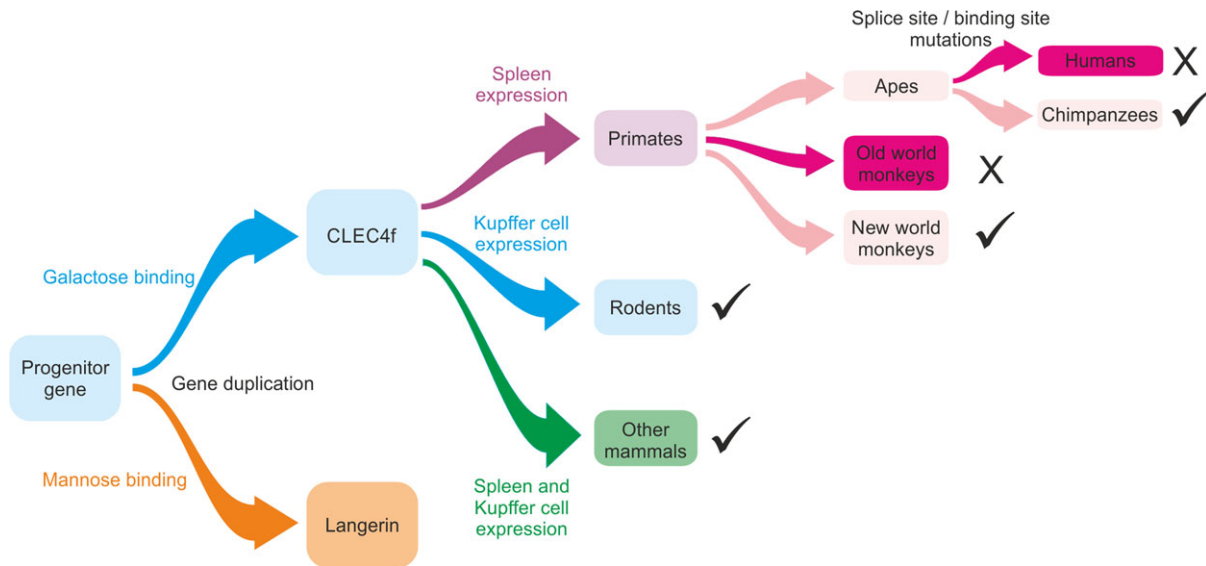 Splice site / binding site
mutations
Humans
X
Spleen
expression
Apes
Chimpanzees
Primates
Old world
monkeys
X
CLEC4f
Kupffer cell
expression
New world
monkeys
Galactose binding
Rodents
Progenitor
gene
Gene duplication
Other
mammals
Mannose binding
Spleen and
Kupffer cell
expression
Langerin